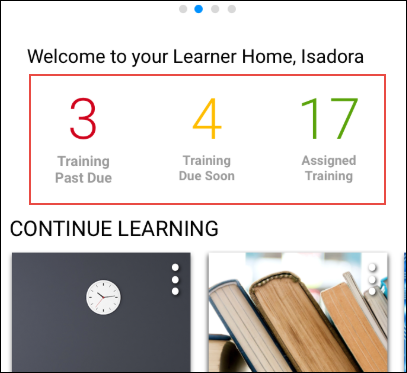 Welcome to your Learner Home, Isadora
3 4 17
Training Training Assigned
Past Due Due Soon Training
CONTINUE LEARNING